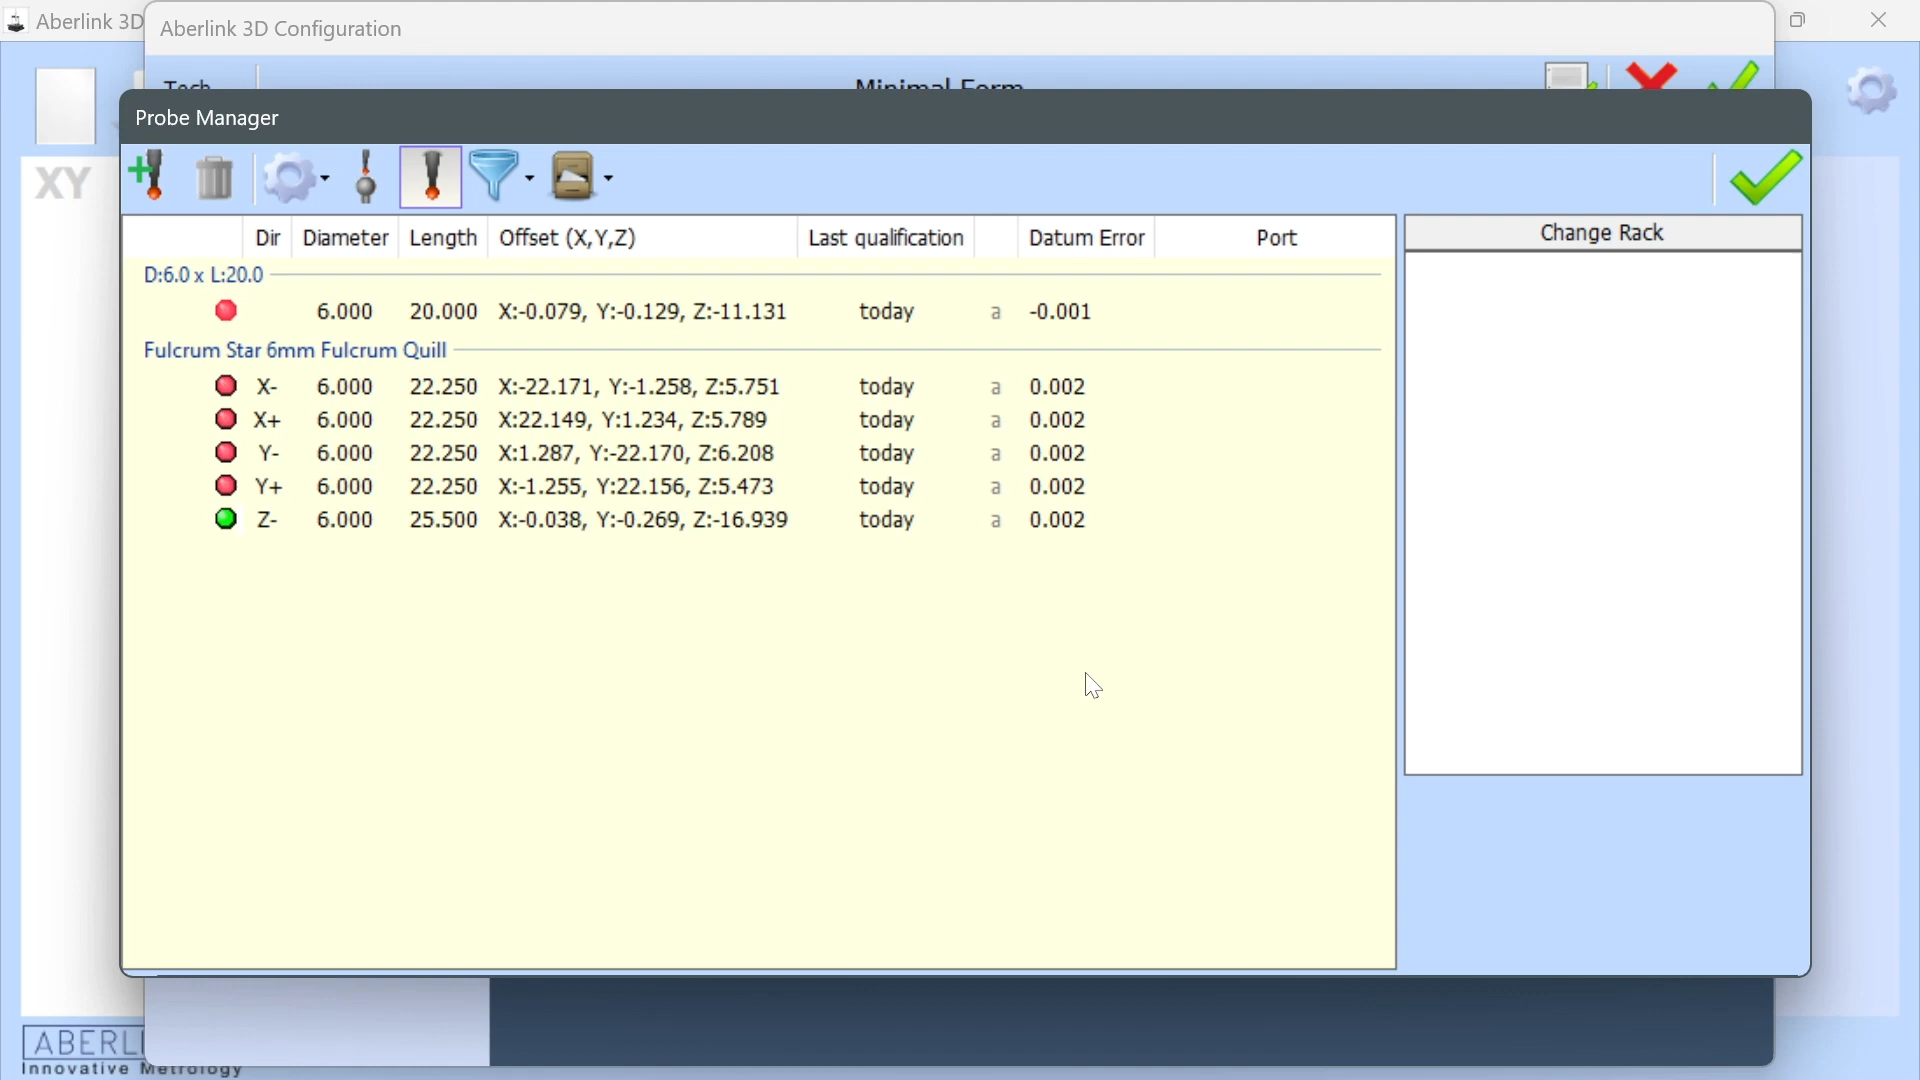 Aberlink 3D
Aberlink 3D Configuration
Tech
Minimal Form
Probe Manager
XY
Dir Diameter Length Offset (X,Y,Z) Last qualification Datum Error Port
Change Rack
D:6.0 x L:20.0
6.000 20.000 X:-0.079, Y:-0.129, Z:-11.131 today a -0.001
Fulcrum Star 6mm Fulcrum Quill
X- 6.000 22.250 X:-22.171, Y:-1.258, Z:5.751 today a 0.002
X+ 6.000 22.250 X:22.149, Y:1.234, Z:5.789 today a 0.002
Y- 6.000 22.250 X:1.287, Y:-22.170, Z:6.208 today a 0.002
Y+ 6.000 22.250 X:-1.255, Y:22.156, Z:5.473 today a 0.002
Z- 6.000 25.500 X:-0.038, Y:-0.269, Z:-16.939 today a 0.002
ABERLI
Innovative Metrology